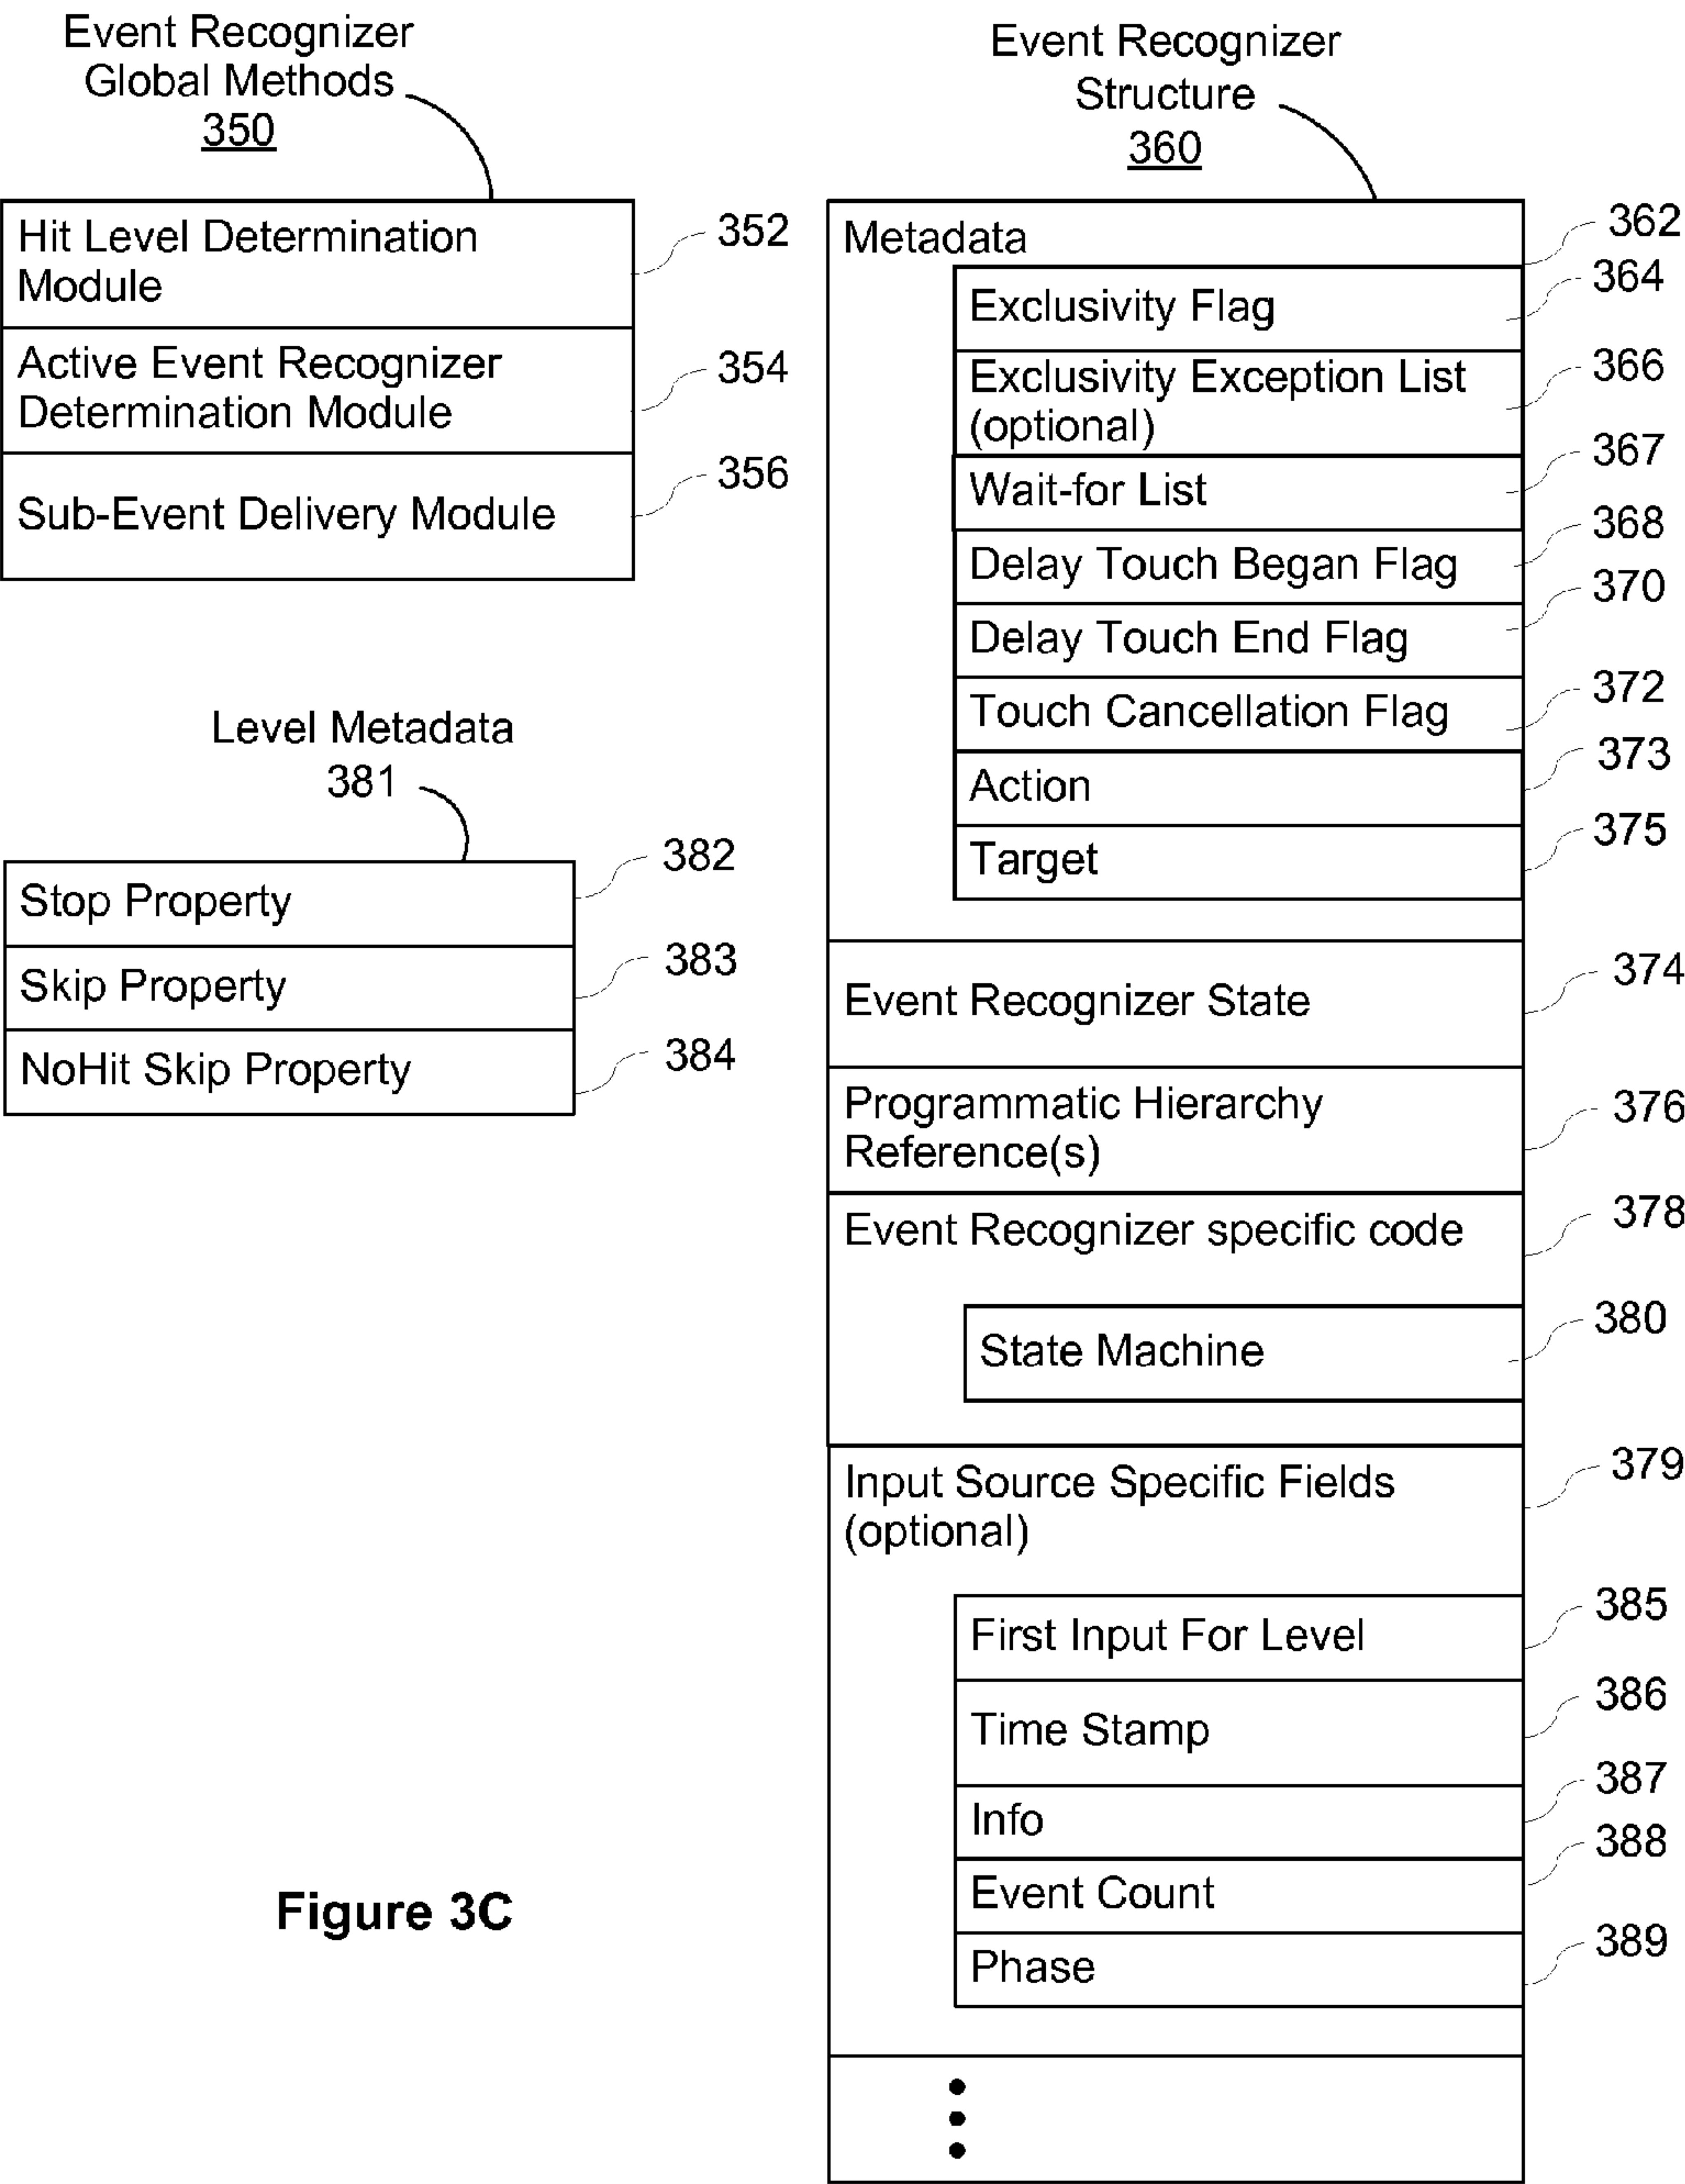 Event Recognizer
Global Methods
350
Hit Level Determination
Module
352
Active Event Recognizer
Determination Module
354
Sub-Event Delivery Module
356
Level Metadata
381
Stop Property
382
Skip Property
383
NoHit Skip Property
384
Event Recognizer
Structure
360
Metadata
362
Exclusivity Flag
364
Exclusivity Exception List
(optional)
366
Wait-for List
367
Delay Touch Began Flag
368
Delay Touch End Flag
370
Touch Cancellation Flag
372
Action
373
Target
375
Event Recognizer State
374
Programmatic Hierarchy
Reference(s)
376
Event Recognizer specific code
378
State Machine
380
Input Source Specific Fields
(optional)
379
First Input For Level
385
Time Stamp
386
Info
387
Event Count
388
Phase
389
Figure 3C